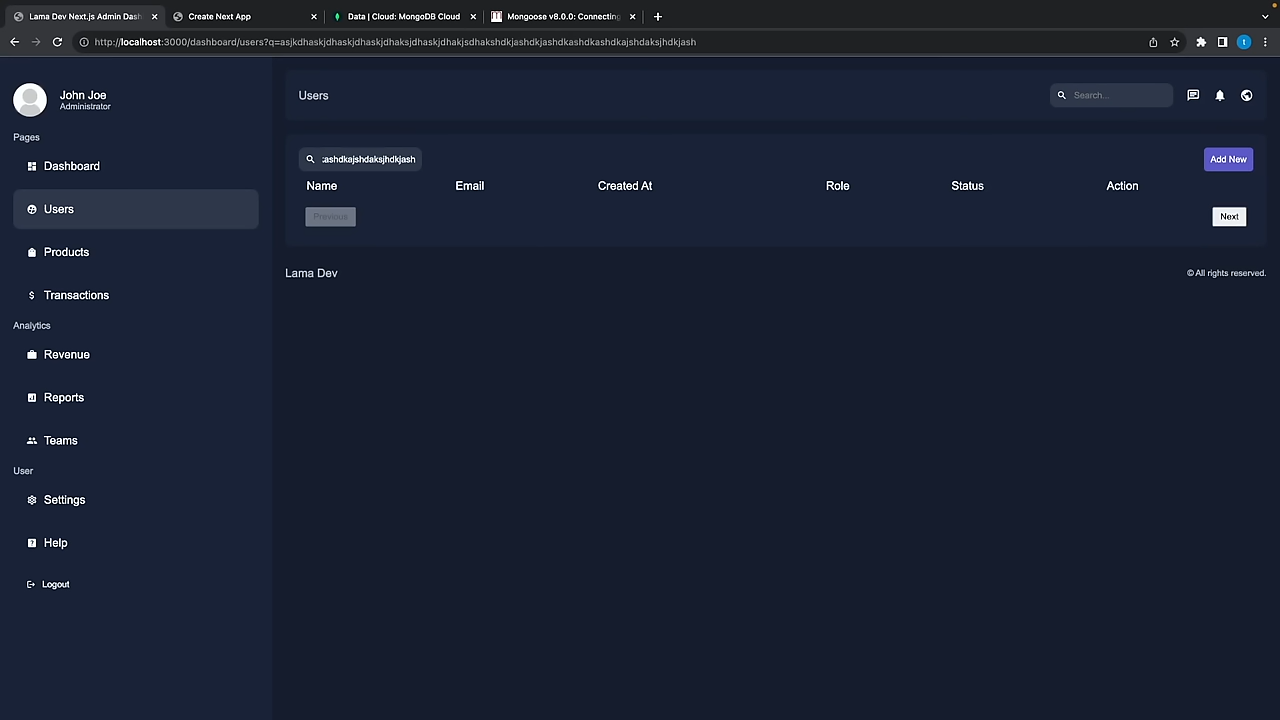 Lama Dev Next.js Admin Dash
Create Next App
Data | Cloud: MongoDB Cloud
Mongoose v8.0.0: Connecting
http://localhost:3000/dashboard/users?q=asjkdhaskjdhaskjdhaskjdhaksjdhaskjdhakjsdhakshdkjashdkjashdkashdkashdkajshdaksjhdkjash
t
John Joe
Administrator
Pages
Dashboard
Users
Products
Transactions
Analytics
Revenue
Reports
Teams
User
Settings
Help
Logout
Users
Search...
ashdkajshdaksjhdkjash
Add New
Name Email Created At Role Status Action
Previous
Next
Lama Dev
© All rights reserved.